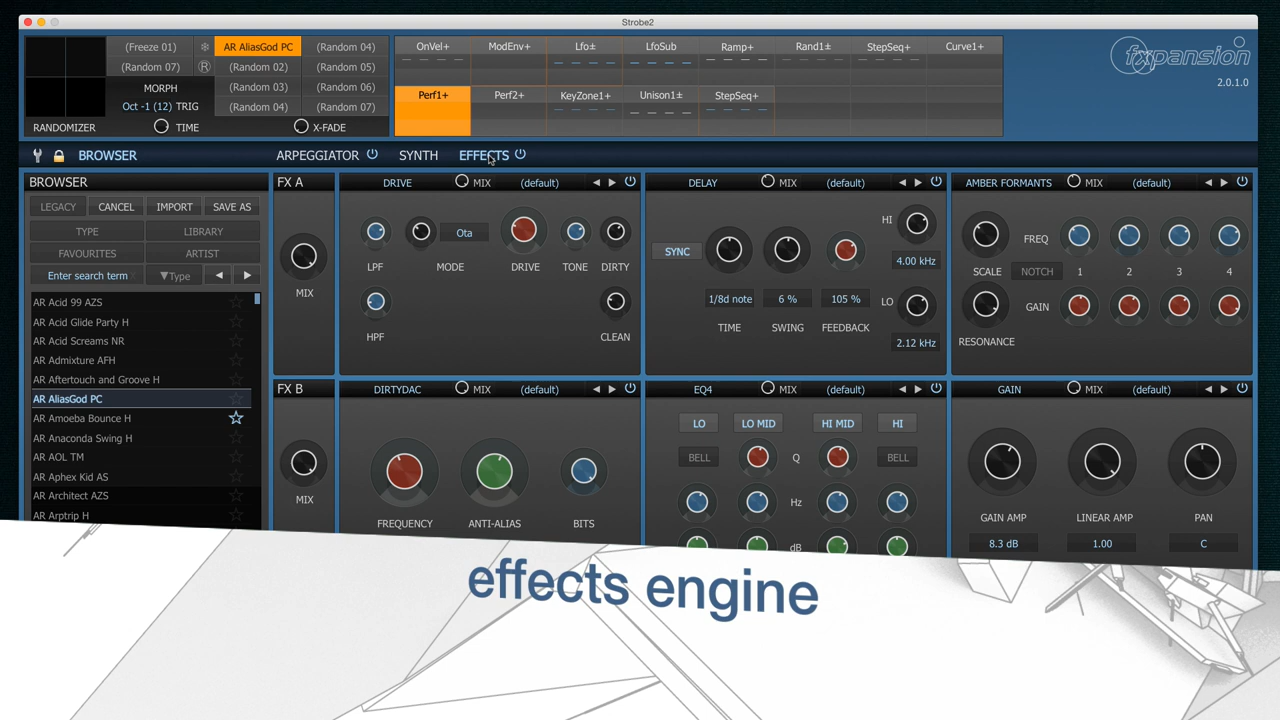 Strobe2
(Freeze 01) ❄ AR AliasGod PC (Random 04)
(Random 07) R (Random 02) (Random 05)
MORPH (Random 03) (Random 06)
Oct -1 (12) TRIG (Random 04) (Random 07)
RANDOMIZER TIME X-FADE
OnVel+ ModEnv+ Lfo± LfoSub Ramp+ Rand1± StepSeq+ Curve1+
Perf1+ Perf2+ KeyZone1+ Unison1± StepSeq+
fxpansion
2.0.1.0
BROWSER ARPEGGIATOR SYNTH EFFECTS
BROWSER
LEGACY CANCEL IMPORT SAVE AS
TYPE LIBRARY
FAVOURITES ARTIST
Enter search term ▼Type ◀ ▶
AR Acid 99 AZS
AR Acid Glide Party H
AR Acid Screams NR
AR Admixture AFH
AR Aftertouch and Groove H
AR AliasGod PC
AR Amoeba Bounce H
AR Anaconda Swing H
AR AOL TM
AR Aphex Kid AS
AR Architect AZS
AR Arptrip H
FX A
MIX
DRIVE MIX (default) ◀ ▶
Ota
LPF MODE DRIVE TONE DIRTY
HPF CLEAN
DELAY MIX (default) ◀ ▶
HI
SYNC
4.00 kHz
1/8d note 6 % 105 % LO
TIME SWING FEEDBACK
2.12 kHz
AMBER FORMANTS MIX (default) ◀ ▶
FREQ
SCALE NOTCH 1 2 3 4
GAIN
RESONANCE
FX B
MIX
DIRTYDAC MIX (default) ◀ ▶
FREQUENCY ANTI-ALIAS BITS
EQ4 MIX (default) ◀ ▶
LO LO MID HI MID HI
BELL Q BELL
Hz
dB
GAIN MIX (default) ◀ ▶
GAIN AMP LINEAR AMP PAN
8.3 dB 1.00 C
effects engine